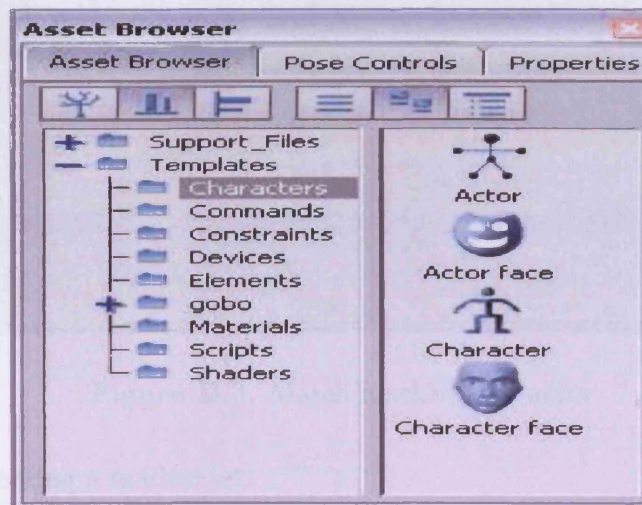 Asset Browser
Asset Browser Pose Controls Properties
Support_Files
Templates
Characters
Commands
Constraints
Devices
Elements
gobo
Materials
Scripts
Shaders
Actor
Actor face
Character
Character face